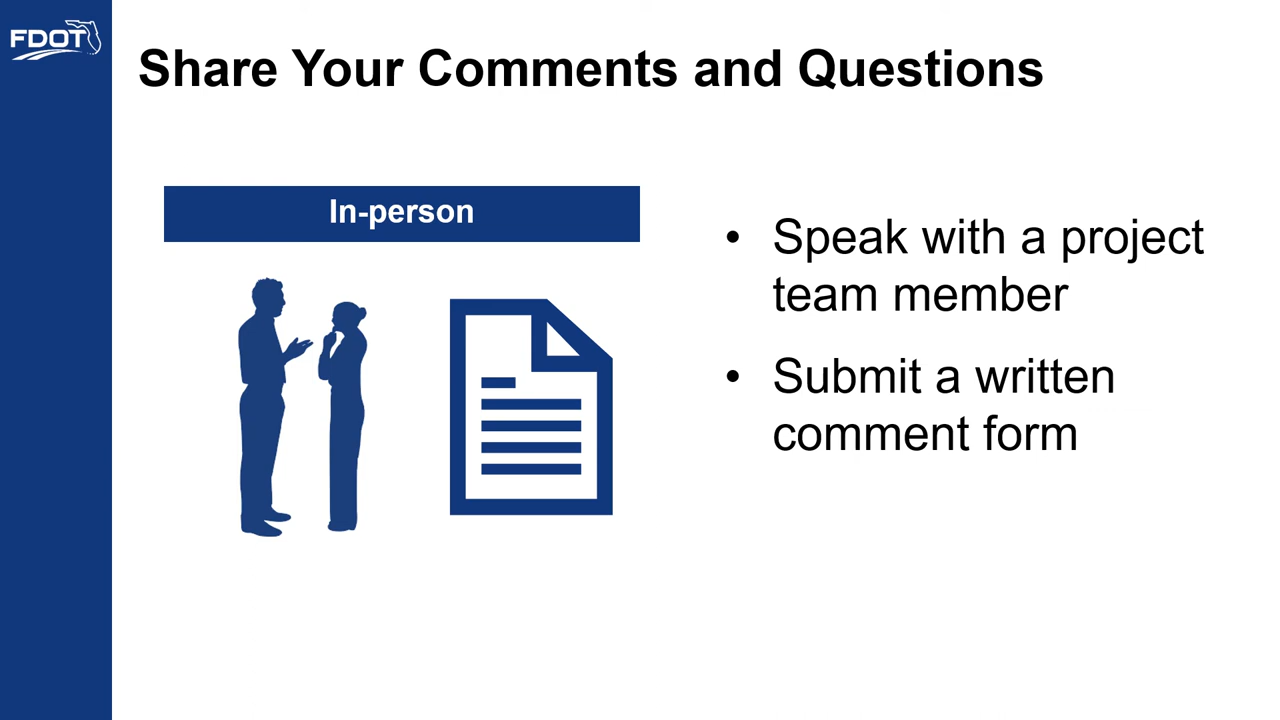 FDOT
Share Your Comments and Questions
In-person
• Speak with a project
team member
• Submit a written
comment form